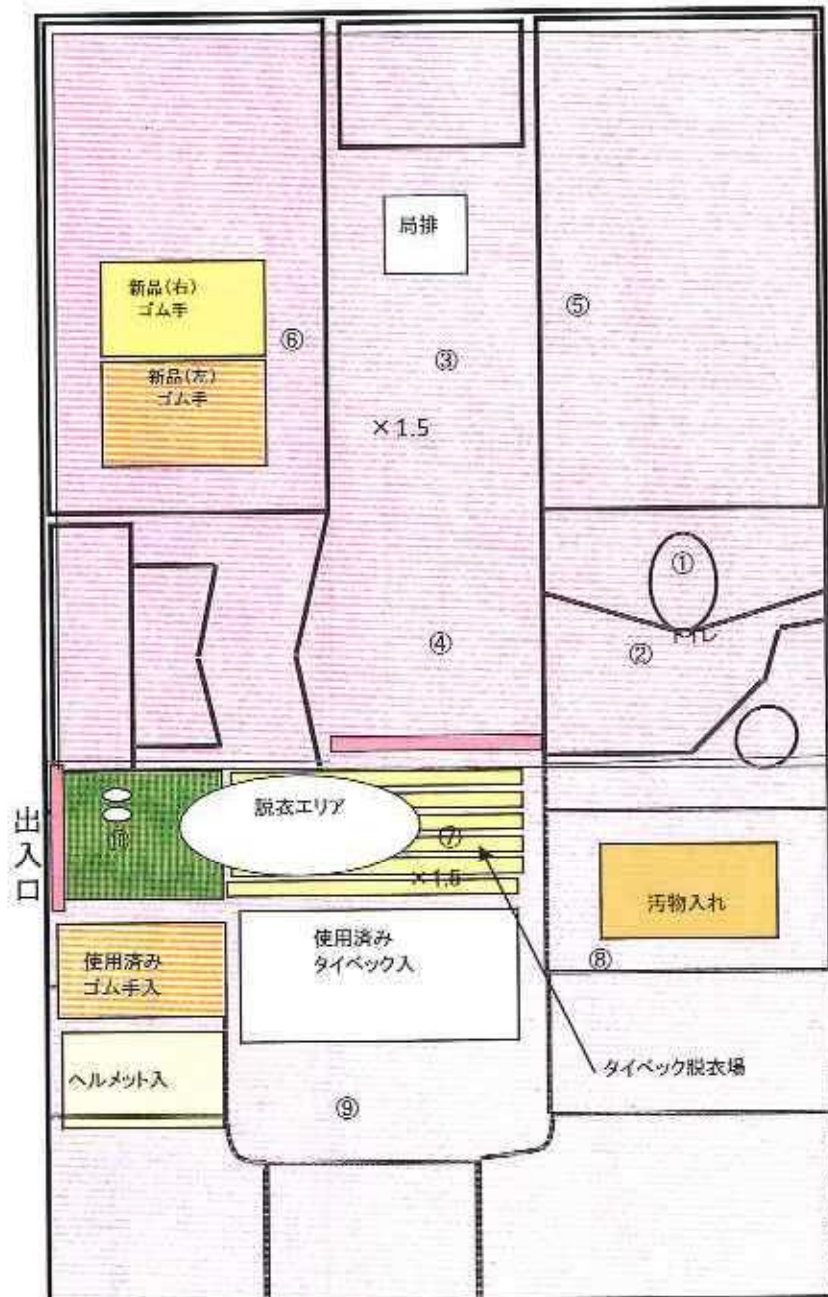 局排
新品(右)
ゴム手
⑤
⑥
③
新品(左)
ゴム手
×1.5
①
トイレ
④
②
出入口
脱衣エリア
⑦
×1.5
汚物入れ
使用済み
タイベック入
使用済み
ゴム手入
⑧
タイベック脱衣場
ヘルメット入
⑨